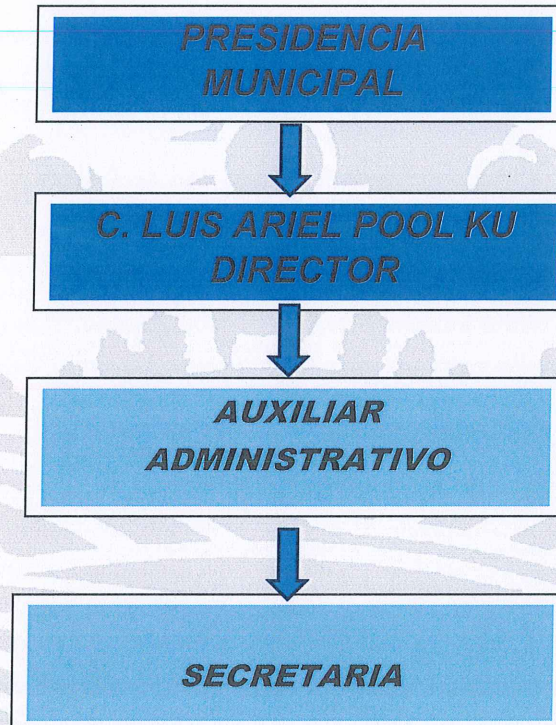 PRESIDENCIA
MUNICIPAL
C. LUIS ARIEL POOL KU
DIRECTOR
AUXILIAR
ADMINISTRATIVO
SECRETARIA